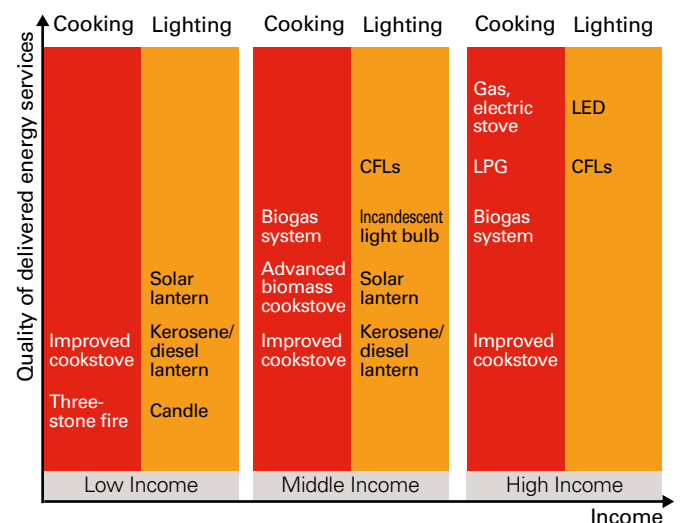 Quality of delivered energy services
Cooking Lighting
Improved
cookstove
Three-
stone fire
Solar
lantern
Kerosene/
diesel
lantern
Candle
Low Income
Cooking Lighting
Biogas
system
Advanced
biomass
cookstove
Improved
cookstove
CFLs
Incandescent
light bulb
Solar
lantern
Kerosene/
diesel
lantern
Middle Income
Cooking Lighting
Gas,
electric
stove
LPG
Biogas
system
Improved
cookstove
LED
CFLs
High Income
Income